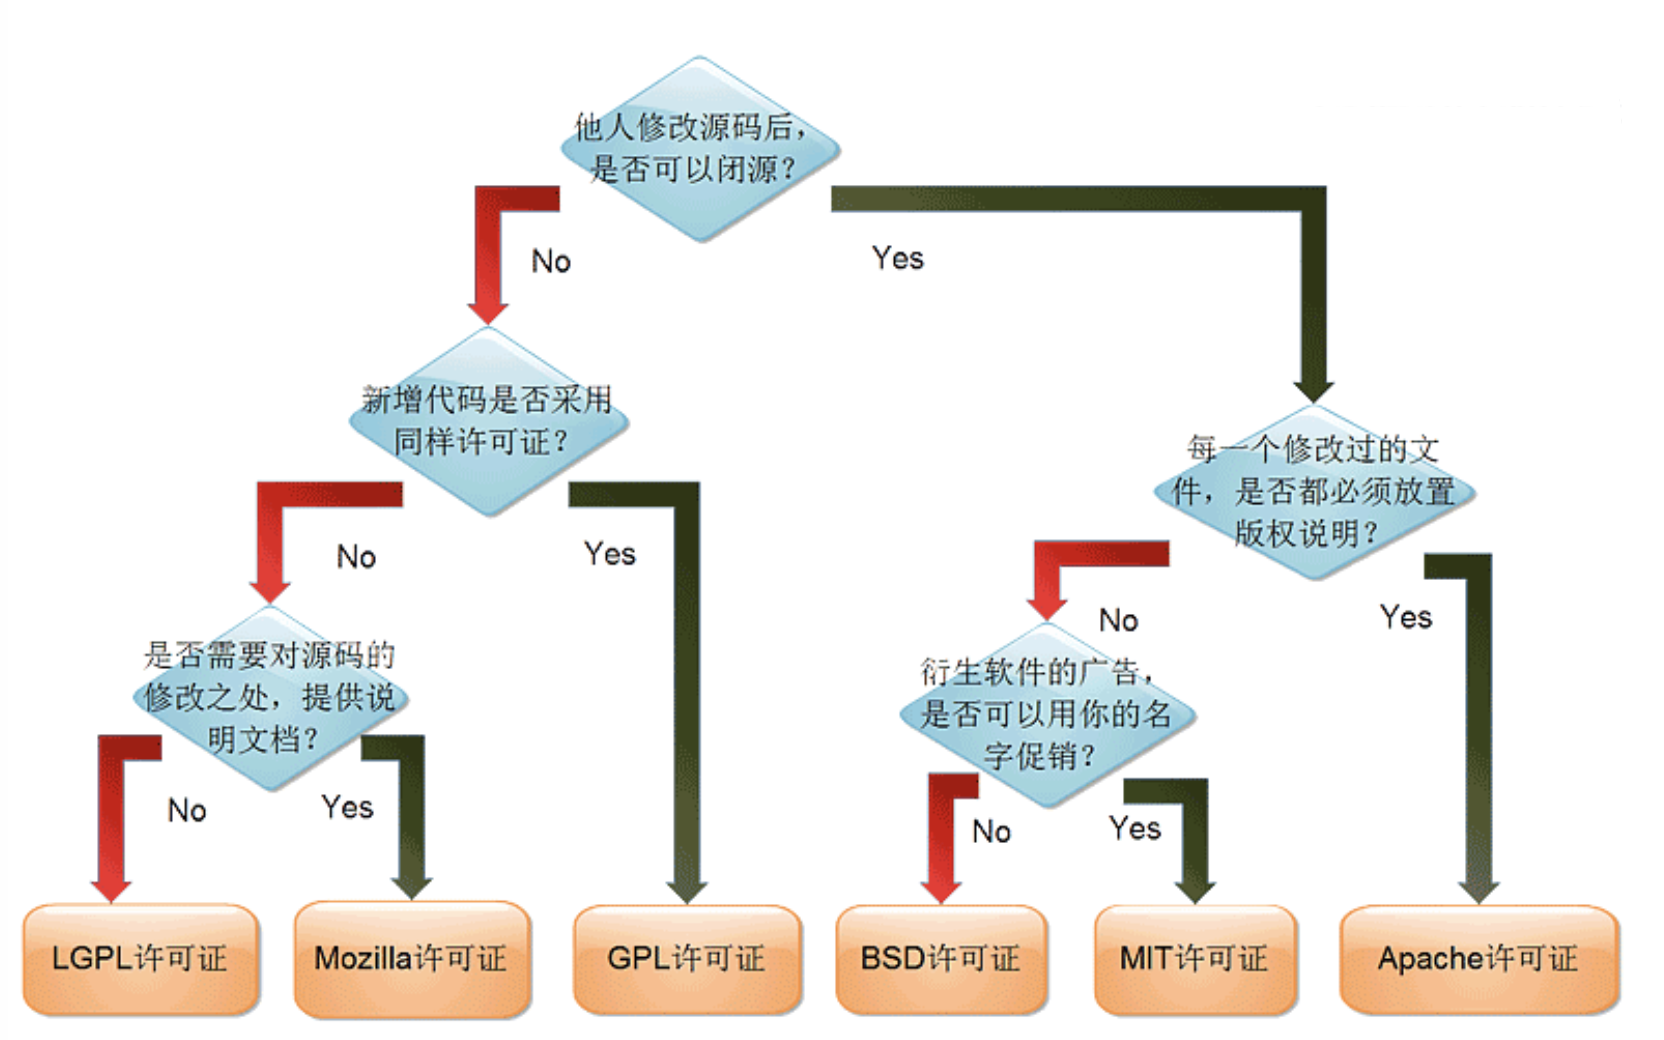 他人修改源码后，
是否可以闭源？
No
Yes
新增代码是否采用
同样许可证？
每一个修改过的文
件，是否都必须放置
版权说明？
No
Yes
No
Yes
是否需要对源码的
修改之处，提供说
明文档？
衍生软件的广告，
是否可以用你的名
字促销？
No
Yes
No
Yes
LGPL许可证
Mozilla许可证
GPL许可证
BSD许可证
MIT许可证
Apache许可证